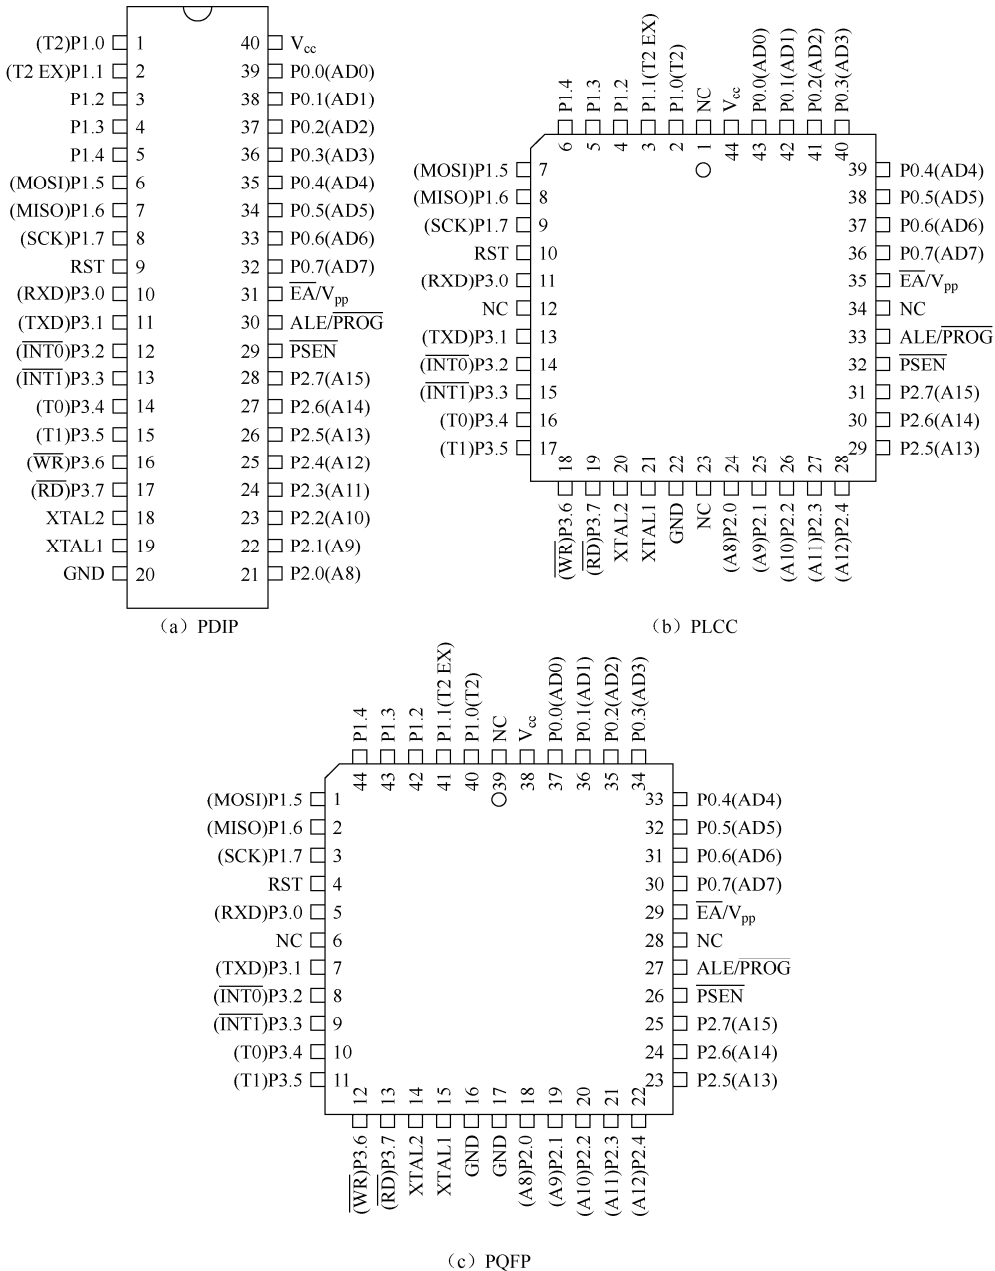 (T2)P1.0 1 40 Vcc
(T2 EX)P1.1 2 39 P0.0(AD0)
P1.2 3 38 P0.1(AD1)
P1.3 4 37 P0.2(AD2)
P1.4 5 36 P0.3(AD3)
(MOSI)P1.5 6 35 P0.4(AD4)
(MISO)P1.6 7 34 P0.5(AD5)
(SCK)P1.7 8 33 P0.6(AD6)
RST 9 32 P0.7(AD7)
(RXD)P3.0 10 31 E̅A̅/Vpp
(TXD)P3.1 11 30 ALE/P̅R̅O̅G̅
(I̅N̅T̅0̅)P3.2 12 29 P̅S̅E̅N̅
(I̅N̅T̅1̅)P3.3 13 28 P2.7(A15)
(T0)P3.4 14 27 P2.6(A14)
(T1)P3.5 15 26 P2.5(A13)
(W̅R̅)P3.6 16 25 P2.4(A12)
(R̅D̅)P3.7 17 24 P2.3(A11)
XTAL2 18 23 P2.2(A10)
XTAL1 19 22 P2.1(A9)
GND 20 21 P2.0(A8)
（a）PDIP
P1.4 P1.3 P1.2 P1.1(T2 EX) P1.0(T2) NC Vcc P0.0(AD0) P0.1(AD1) P0.2(AD2) P0.3(AD3)
6 5 4 3 2 1 44 43 42 41 40
(MOSI)P1.5 7 39 P0.4(AD4)
(MISO)P1.6 8 38 P0.5(AD5)
(SCK)P1.7 9 37 P0.6(AD6)
RST 10 36 P0.7(AD7)
(RXD)P3.0 11 35 E̅A̅/Vpp
NC 12 34 NC
(TXD)P3.1 13 33 ALE/P̅R̅O̅G̅
(I̅N̅T̅0̅)P3.2 14 32 P̅S̅E̅N̅
(I̅N̅T̅1̅)P3.3 15 31 P2.7(A15)
(T0)P3.4 16 30 P2.6(A14)
(T1)P3.5 17 29 P2.5(A13)
18 19 20 21 22 23 24 25 26 27 28
(W̅R̅)P3.6 (R̅D̅)P3.7 XTAL2 XTAL1 GND NC (A8)P2.0 (A9)P2.1 (A10)P2.2 (A11)P2.3 (A12)P2.4
（b）PLCC
P1.4 P1.3 P1.2 P1.1(T2 EX) P1.0(T2) NC Vcc P0.0(AD0) P0.1(AD1) P0.2(AD2) P0.3(AD3)
44 43 42 41 40 39 38 37 36 35 34
(MOSI)P1.5 1 33 P0.4(AD4)
(MISO)P1.6 2 32 P0.5(AD5)
(SCK)P1.7 3 31 P0.6(AD6)
RST 4 30 P0.7(AD7)
(RXD)P3.0 5 29 E̅A̅/Vpp
NC 6 28 NC
(TXD)P3.1 7 27 ALE/P̅R̅O̅G̅
(I̅N̅T̅0̅)P3.2 8 26 P̅S̅E̅N̅
(I̅N̅T̅1̅)P3.3 9 25 P2.7(A15)
(T0)P3.4 10 24 P2.6(A14)
(T1)P3.5 11 23 P2.5(A13)
12 13 14 15 16 17 18 19 20 21 22
(W̅R̅)P3.6 (R̅D̅)P3.7 XTAL2 XTAL1 GND GND (A8)P2.0 (A9)P2.1 (A10)P2.2 (A11)P2.3 (A12)P2.4
（c）PQFP